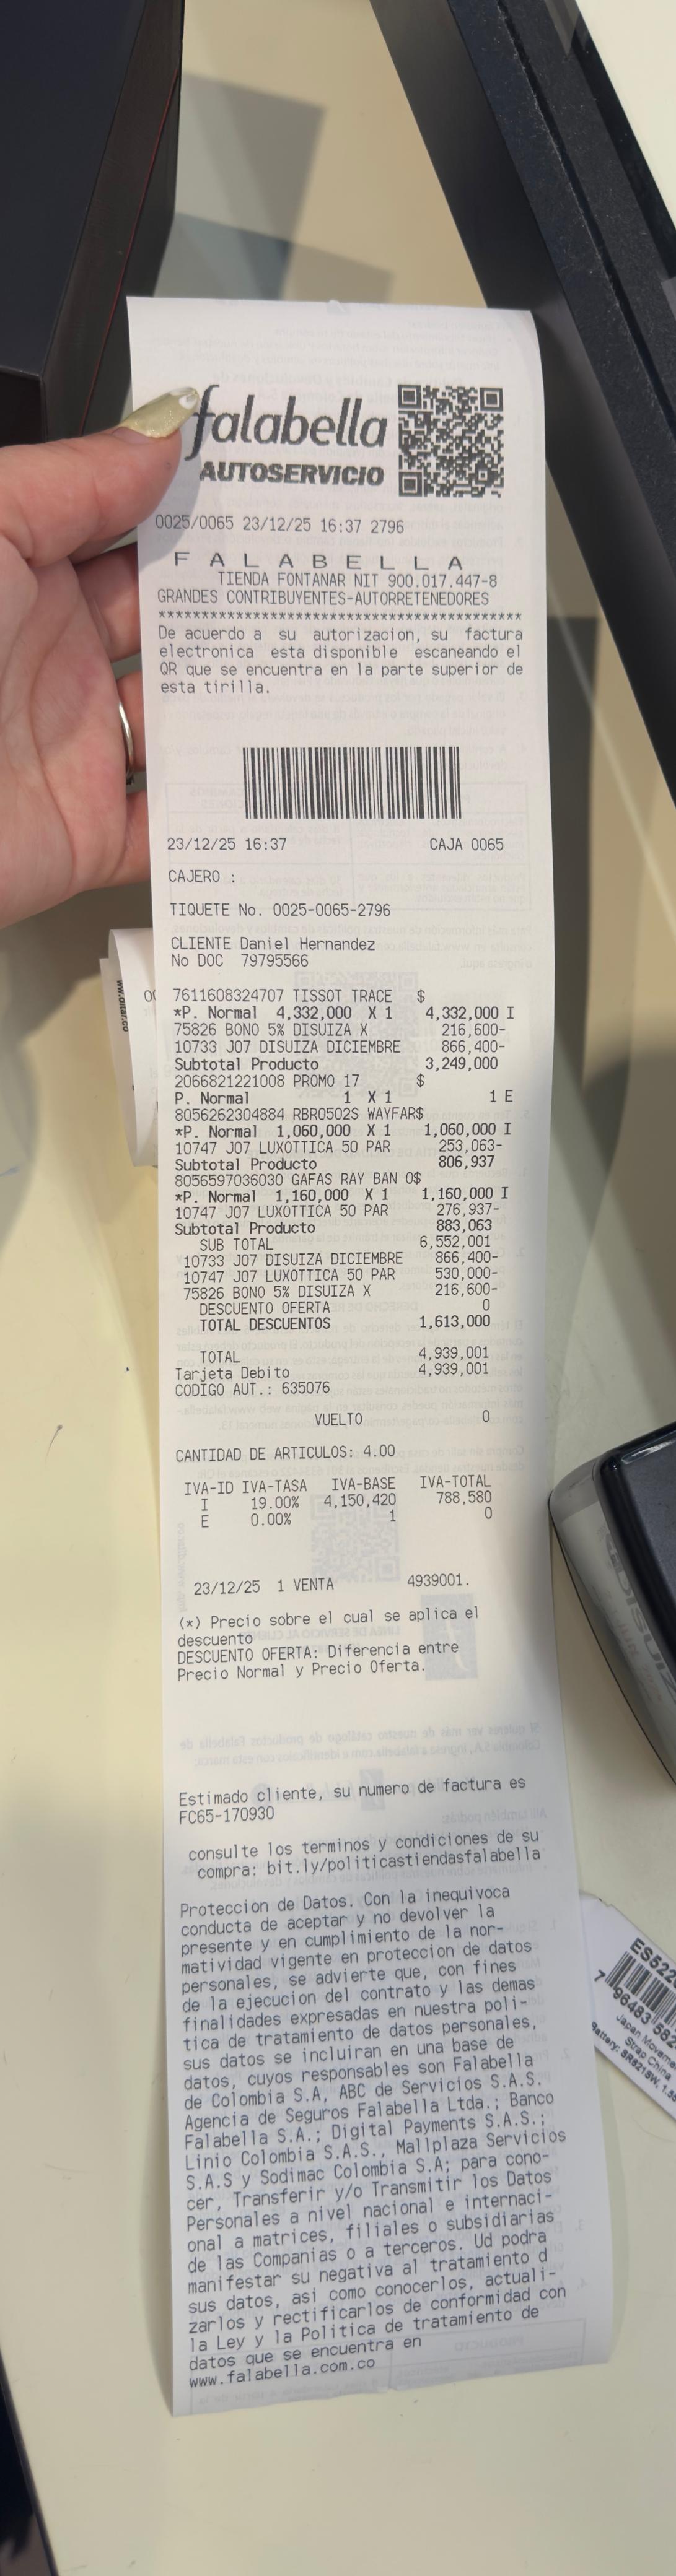 falabella
AUTOSERVICIO
0025/0065 23/12/25 16:37 2796
F A L A B E L L A
TIENDA FONTANAR NIT 900.017.447-8
GRANDES CONTRIBUYENTES-AUTORRETENEDORES
******************************************
De acuerdo a su autorizacion, su factura
electronica esta disponible escaneando el
QR que se encuentra en la parte superior de
esta tirilla.
23/12/25 16:37 CAJA 0065
CAJERO :
TIQUETE No. 0025-0065-2796
CLIENTE Daniel Hernandez
No DOC 79795566
7611608324707 TISSOT TRACE $
*P. Normal 4,332,000 X 1 4,332,000 I
75826 BONO 5% DISUIZA X 216,600-
10733 J07 DISUIZA DICIEMBRE 866,400-
Subtotal Producto 3,249,000
2066821221008 PROMO 17 $
P. Normal 1 X 1 1 E
8056262304884 RBR0502S WAYFAR$
*P. Normal 1,060,000 X 1 1,060,000 I
10747 J07 LUXOTTICA 50 PAR 253,063-
Subtotal Producto 806,937
8056597036030 GAFAS RAY BAN O$
*P. Normal 1,160,000 X 1 1,160,000 I
10747 J07 LUXOTTICA 50 PAR 276,937-
Subtotal Producto 883,063
SUB TOTAL 6,552,001
10733 J07 DISUIZA DICIEMBRE 866,400-
10747 J07 LUXOTTICA 50 PAR 530,000-
75826 BONO 5% DISUIZA X 216,600-
DESCUENTO OFERTA 0
TOTAL DESCUENTOS 1,613,000
TOTAL 4,939,001
Tarjeta Debito 4,939,001
CODIGO AUT.: 635076
VUELTO 0
CANTIDAD DE ARTICULOS: 4.00
IVA-ID IVA-TASA IVA-BASE IVA-TOTAL
I 19.00% 4,150,420 788,580
E 0.00% 1 0
23/12/25 1 VENTA 4939001.
(*) Precio sobre el cual se aplica el
descuento
DESCUENTO OFERTA: Diferencia entre
Precio Normal y Precio Oferta.
Estimado cliente, su numero de factura es
FC65-170930
consulte los terminos y condiciones de su
compra: bit.ly/politicastiendasfalabella
Proteccion de Datos. Con la inequivoca
conducta de aceptar y no devolver la
presente y en cumplimiento de la nor-
matividad vigente en proteccion de datos
personales, se advierte que, con fines
de la ejecucion del contrato y las demas
finalidades expresadas en nuestra poli-
tica de tratamiento de datos personales,
sus datos se incluiran en una base de
datos, cuyos responsables son Falabella
de Colombia S.A, ABC de Servicios S.A.S.
Agencia de Seguros Falabella Ltda.; Banco
Falabella S.A.; Digital Payments S.A.S.;
Linio Colombia S.A.S., Mallplaza Servicios
S.A.S y Sodimac Colombia S.A; para cono-
cer, Transferir y/o Transmitir los Datos
Personales a nivel nacional e internaci-
onal a matrices, filiales o subsidiarias
de las Companias o a terceros. Ud podra
manifestar su negativa al tratamiento d
sus datos, asi como conocerlos, actuali-
zarlos y rectificarlos de conformidad con
la Ley y la Politica de tratamiento de
datos que se encuentra en
www.falabella.com.co
ES522
7 96483 582
Japan Moveme
Strap China
Battery: SR621SW, 1.55